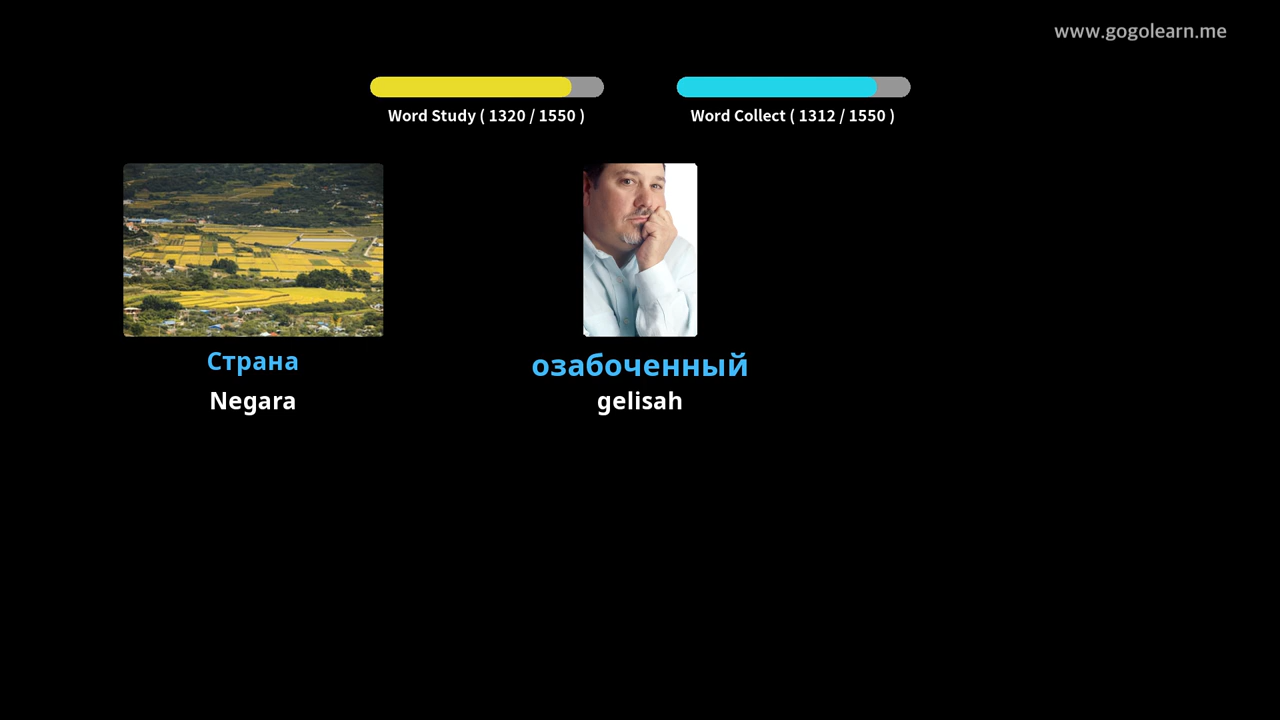 www.gogolearn.me
Word Study ( 1320 / 1550 )
Word Collect ( 1312 / 1550 )
Страна
Negara
озабоченный
gelisah